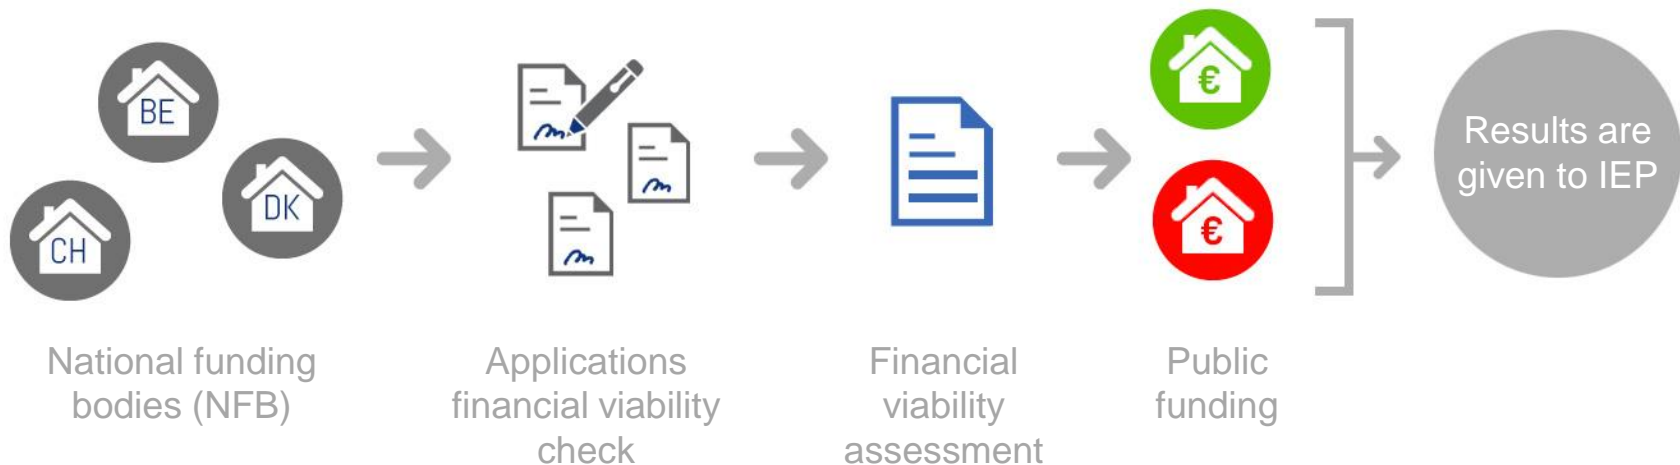 BE
DK
CH
€
€
Results are
given to IEP
National funding
bodies (NFB)
Applications
financial viability
check
Financial
viability
assessment
Public
funding